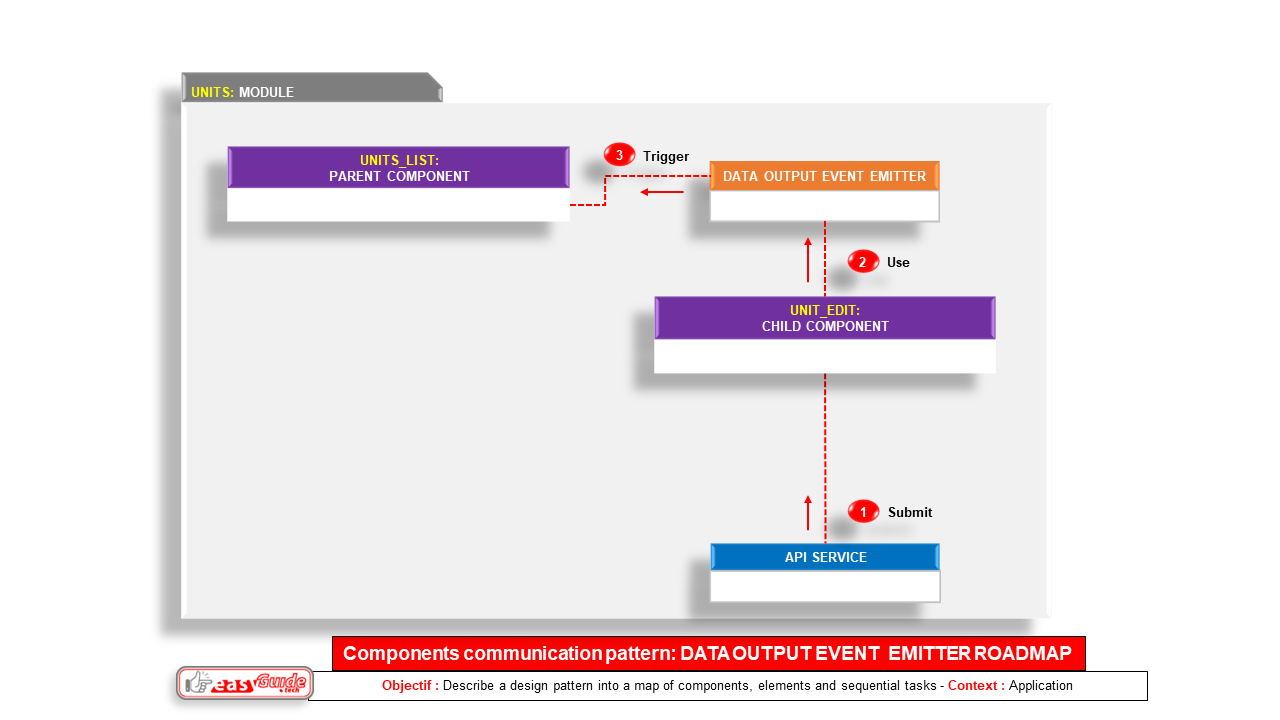 UNITS: MODULE
UNITS_LIST:
PARENT COMPONENT
3 Trigger
DATA OUTPUT EVENT EMITTER
2 Use
UNIT_EDIT:
CHILD COMPONENT
1 Submit
API SERVICE
Components communication pattern: DATA OUTPUT EVENT EMITTER ROADMAP
easyGuide.tech
Objectif : Describe a design pattern into a map of components, elements and sequential tasks - Context : Application